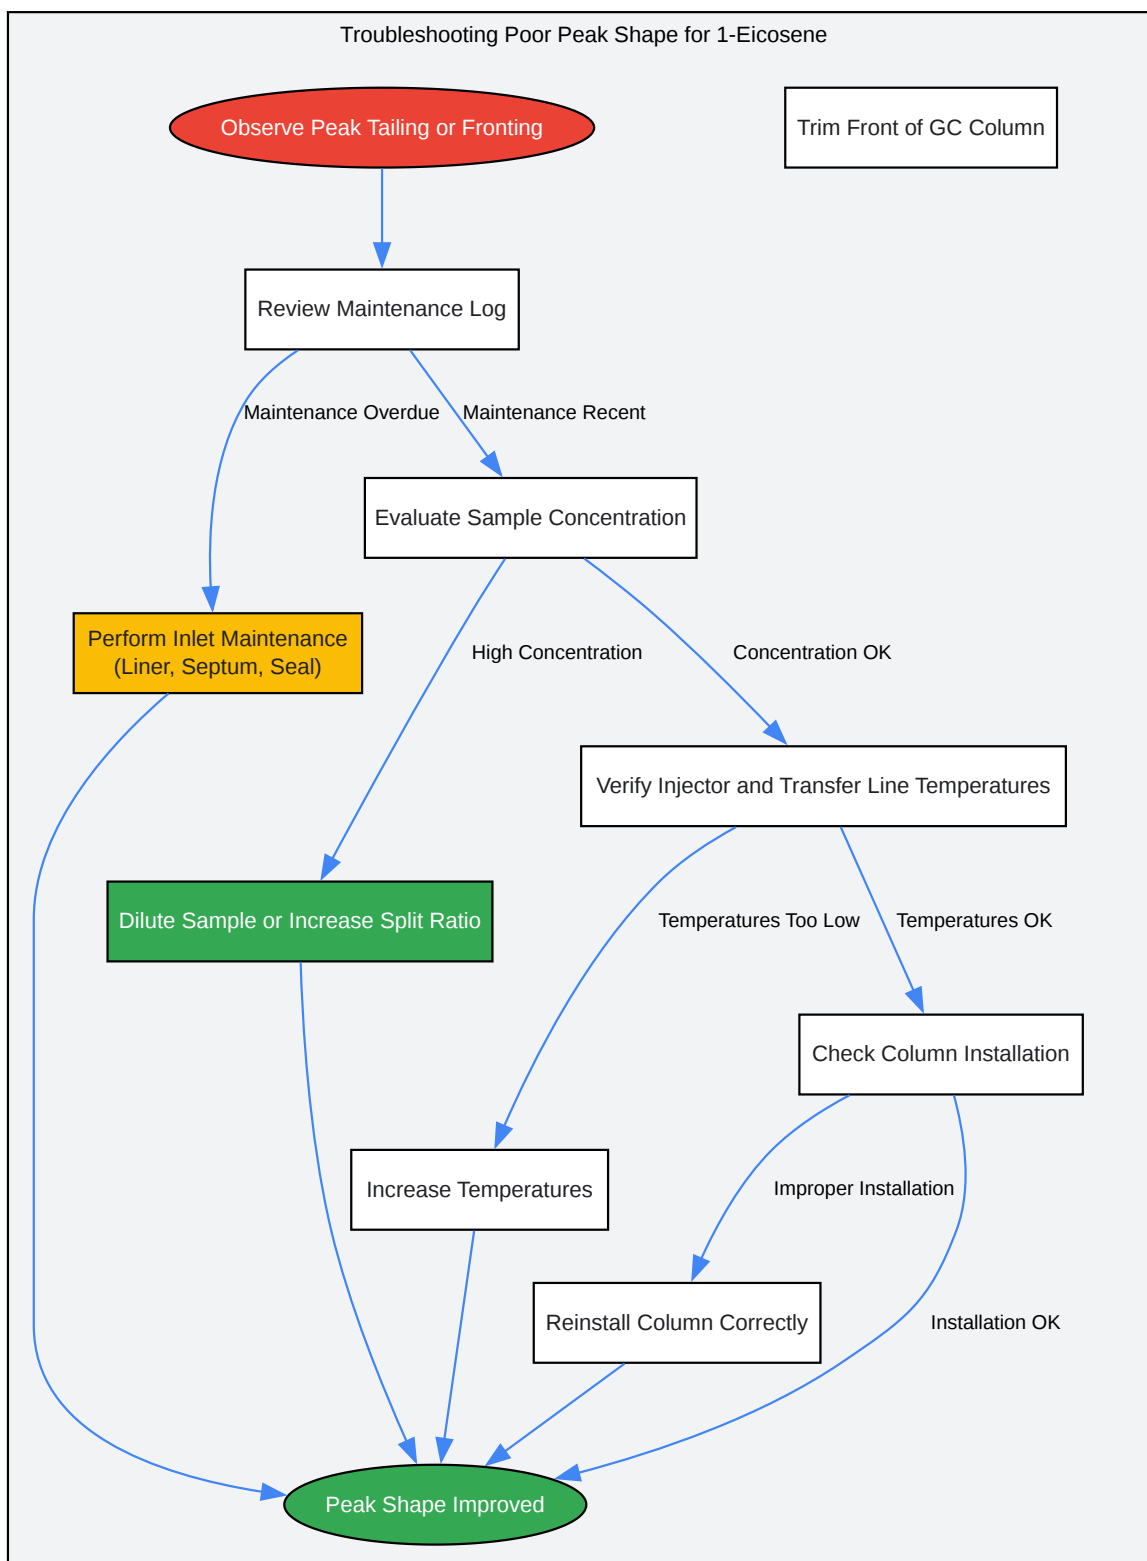 Troubleshooting Poor Peak Shape for 1-Eicosene
Observe Peak Tailing or Fronting
Trim Front of GC Column
Review Maintenance Log
Maintenance Overdue
Maintenance Recent
Evaluate Sample Concentration
Perform Inlet Maintenance
(Liner, Septum, Seal)
High Concentration
Concentration OK
Verify Injector and Transfer Line Temperatures
Dilute Sample or Increase Split Ratio
Temperatures Too Low
Temperatures OK
Check Column Installation
Increase Temperatures
Improper Installation
Reinstall Column Correctly
Installation OK
Peak Shape Improved